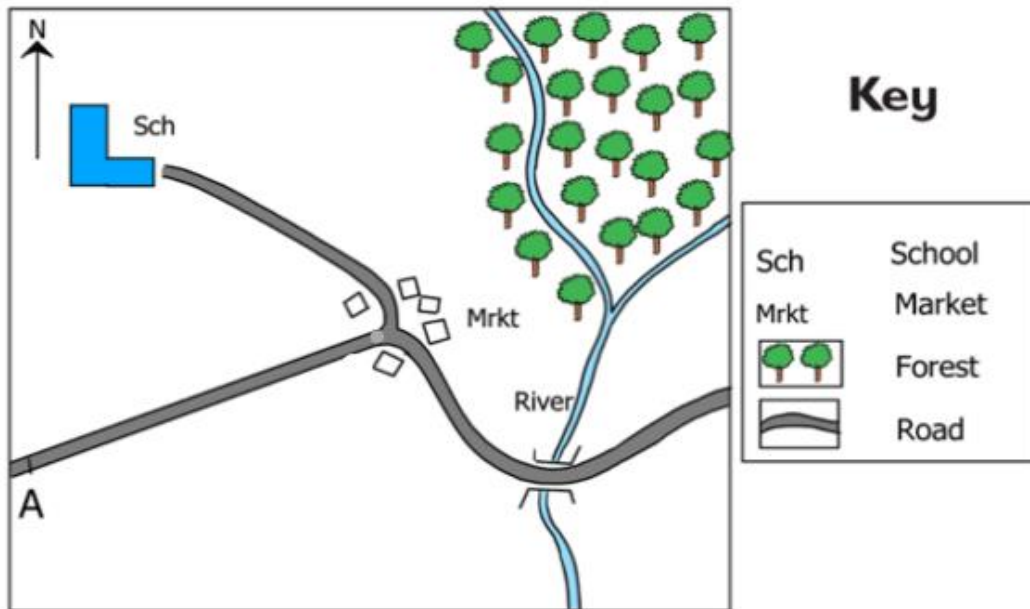 N
Sch
Mrkt
River
A
Key
Sch School
Mrkt Market
Forest
Road